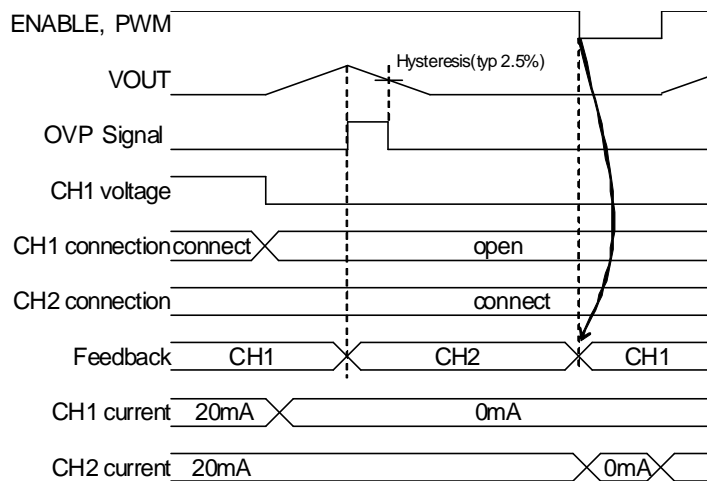 ENABLE, PWM
Hysteresis(typ 2.5%)
VOUT
OVP Signal
CH1 voltage
CH1 connection connect open
CH2 connection connect
Feedback CH1 CH2 CH1
CH1 current 20mA 0mA
CH2 current 20mA 0mA